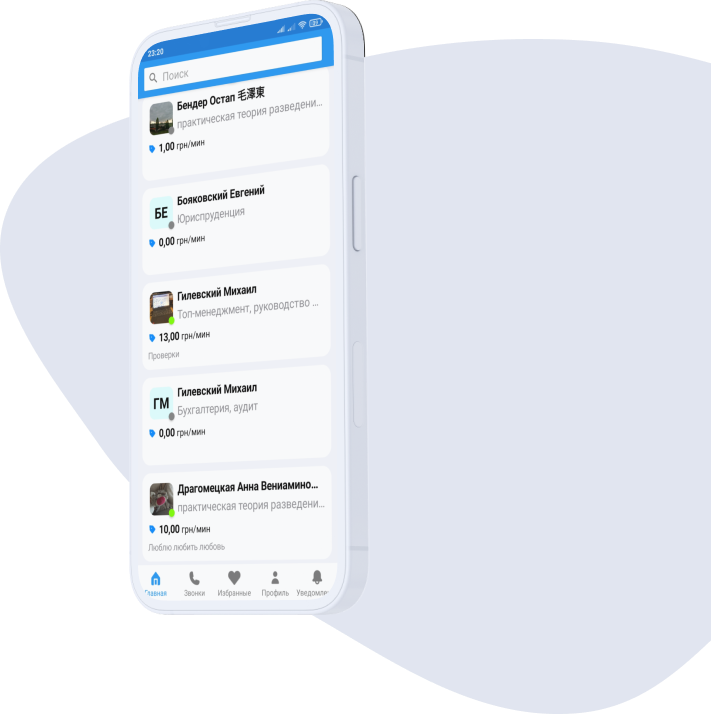 23:20
Поиск
Бендер Остап 毛澤東
практическая теория разведени...
1,00 грн/мин
БЕ
Бояковский Евгений
Юриспруденция
0,00 грн/мин
Гилевский Михаил
Топ-менеджмент, руководство ...
13,00 грн/мин
Проверки
ГМ
Гилевский Михаил
Бухгалтерия, аудит
0,00 грн/мин
Драгомецкая Анна Вениамино...
практическая теория разведени...
10,00 грн/мин
Люблю любить любовь
Главная Звонки Избранные Профиль Уведомле